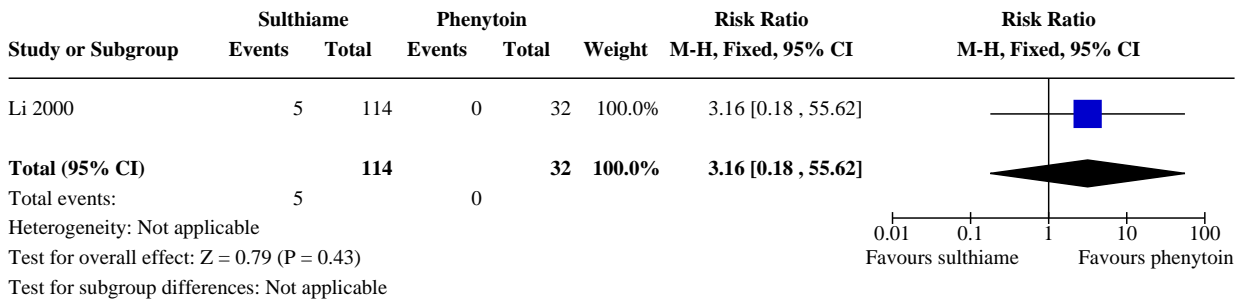 Sulthiame Phenytoin Risk Ratio Risk Ratio
Study or Subgroup Events Total Events Total Weight M-H, Fixed, 95% CI M-H, Fixed, 95% CI
Li 2000 5 114 0 32 100.0% 3.16 [0.18 , 55.62]
Total (95% CI) 114 32 100.0% 3.16 [0.18 , 55.62]
Total events: 5 0
Heterogeneity: Not applicable
0.01 0.1 1 10 100
Test for overall effect: Z = 0.79 (P = 0.43)
Favours sulthiame Favours phenytoin
Test for subgroup differences: Not applicable